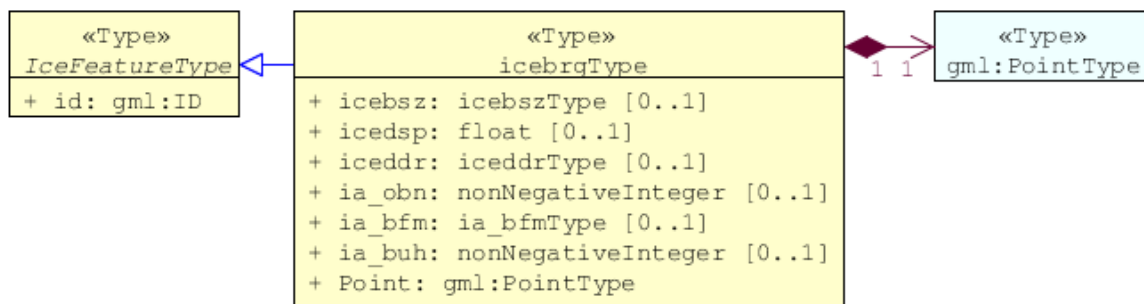 «Type»
IceFeatureType
+ id: gml:ID
«Type»
icebrgType
+ icebsz: icebszType [0..1]
+ icedsp: float [0..1]
+ iceddr: iceddrType [0..1]
+ ia_obn: nonNegativeInteger [0..1]
+ ia_bfm: ia_bfmType [0..1]
+ ia_buh: nonNegativeInteger [0..1]
+ Point: gml:PointType
1 1
«Type»
gml:PointType